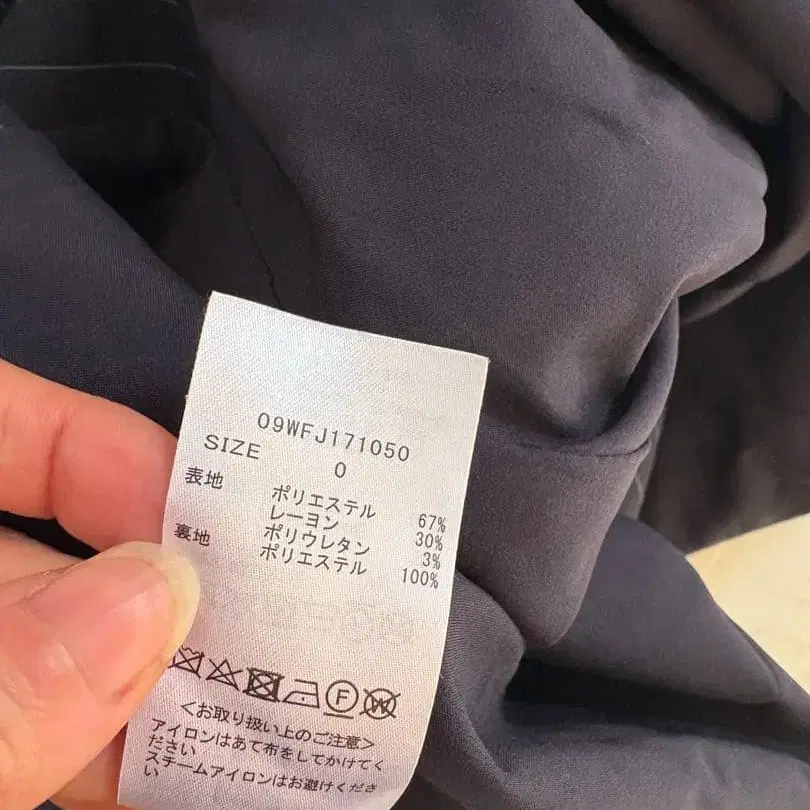 09WFJ171050
SIZE 0
表地 ポリエステル 67%
レーヨン 30%
ポリウレタン 3%
裏地 ポリエステル 100%
F W
<お取り扱い上のご注意>
アイロンはあて布をしてかけてく
ださい
スチームアイロンはお避けくださ
い